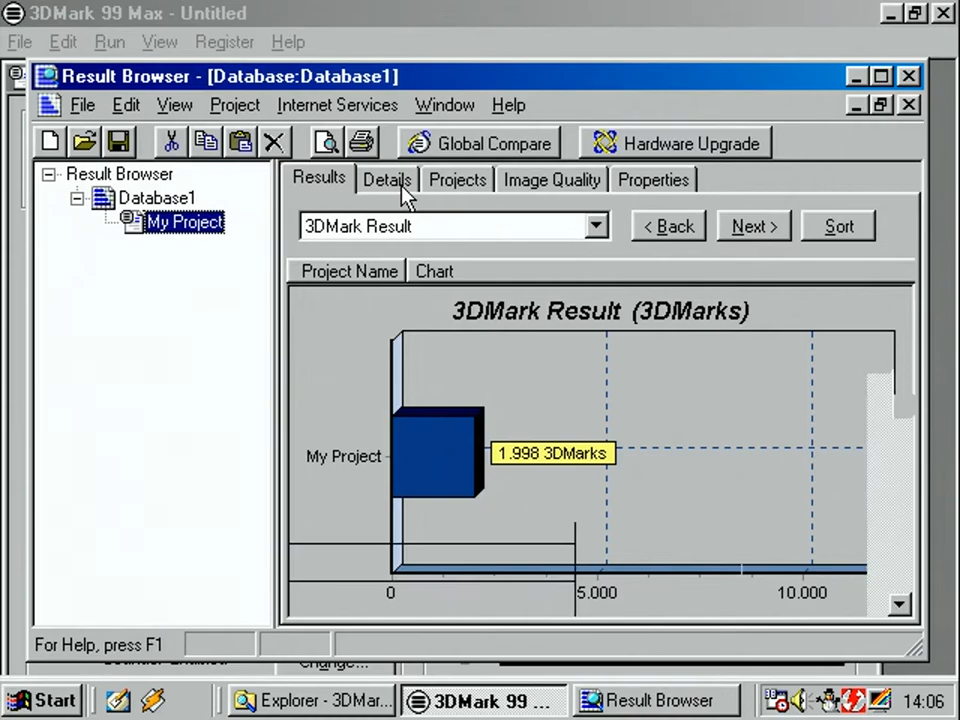 3DMark 99 Max - Untitled
File Edit Run View Register Help
Result Browser - [Database:Database1]
File Edit View Project Internet Services Window Help
Global Compare Hardware Upgrade
Result Browser
Database1
My Project
Results Details Projects Image Quality Properties
3DMark Result < Back Next > Sort
Project Name Chart
3DMark Result (3DMarks)
My Project
1.998 3DMarks
0 5.000 10.000
For Help, press F1
Change...
Start Explorer - 3DMar... 3DMark 99 ... Result Browser 14:06